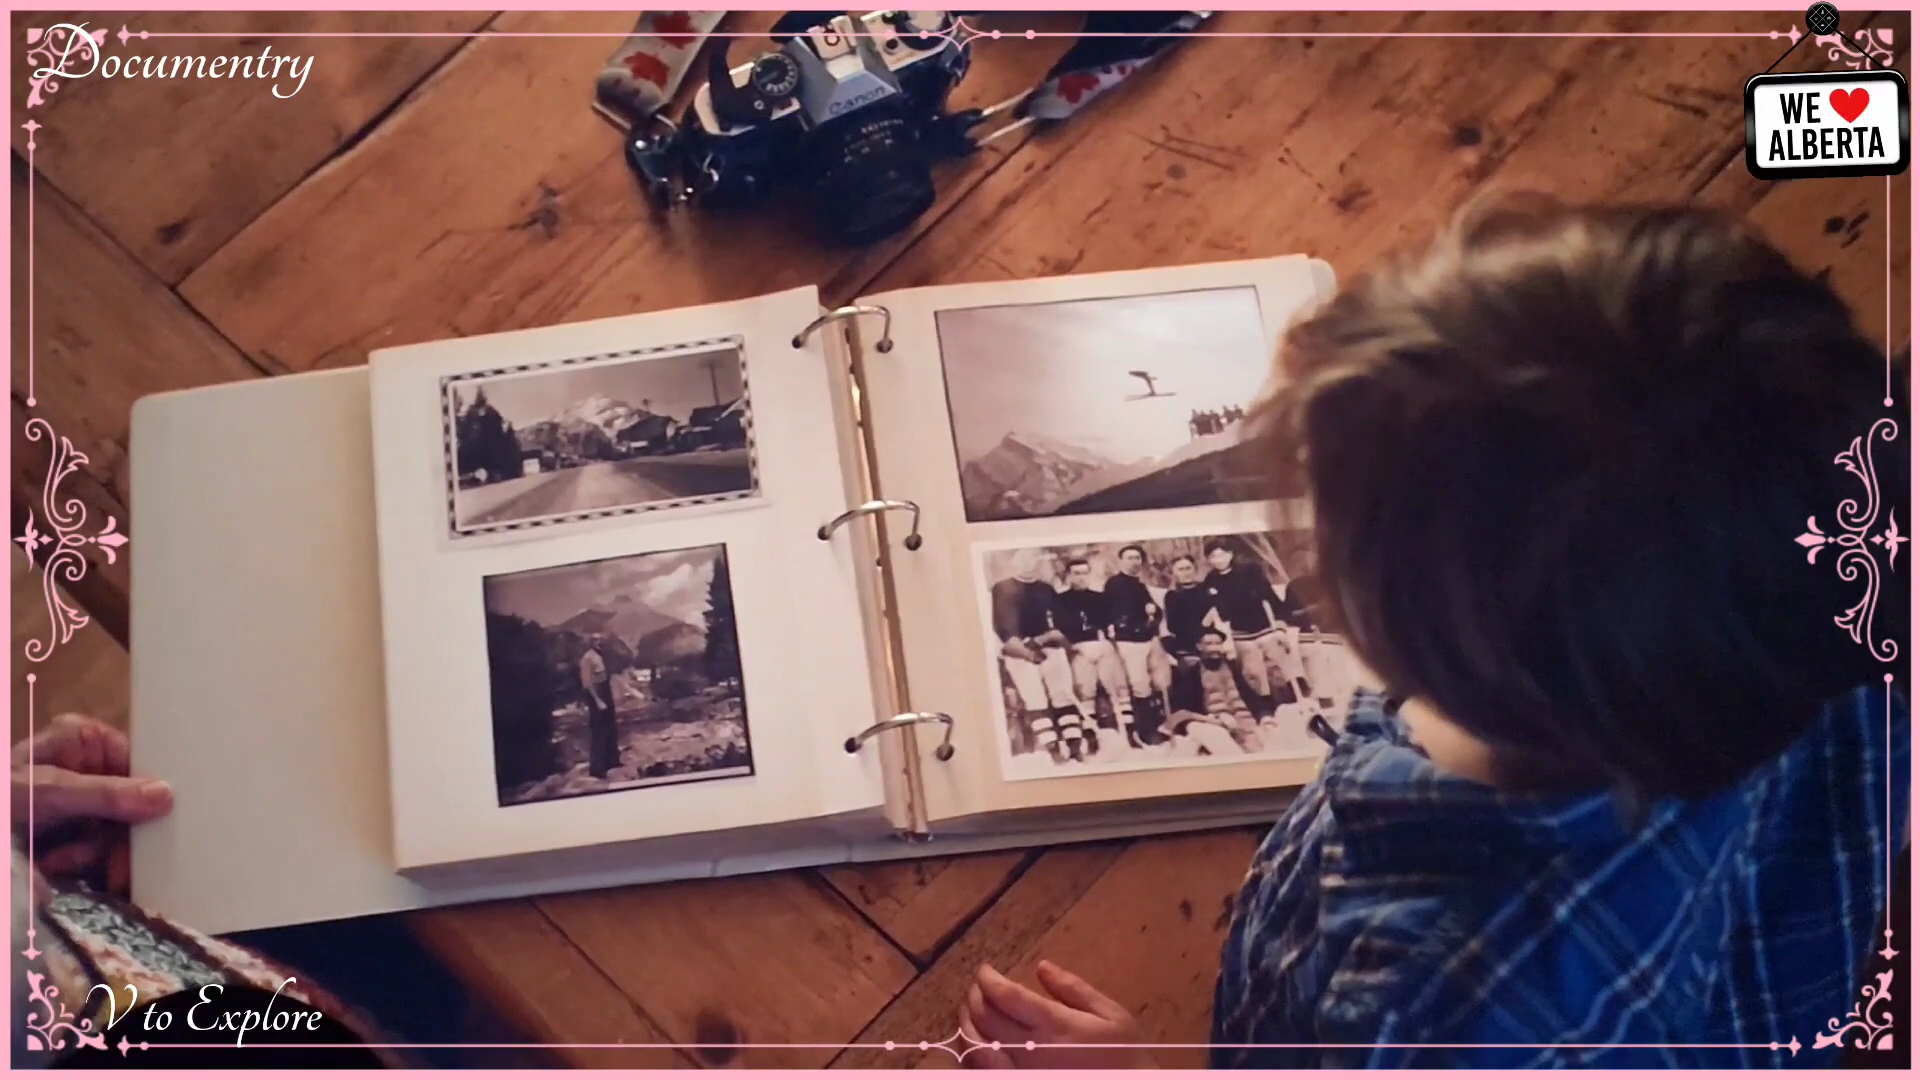 Documentry
WE ❤️
ALBERTA
Canon
V to Explore